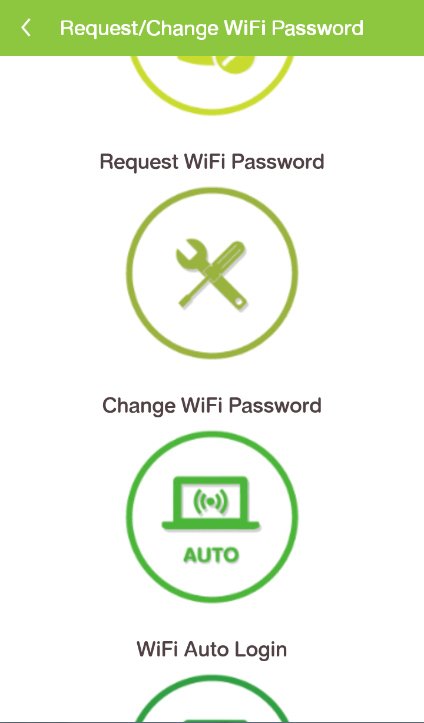 Request/Change WiFi Password
Request WiFi Password
Change WiFi Password
AUTO
WiFi Auto Login